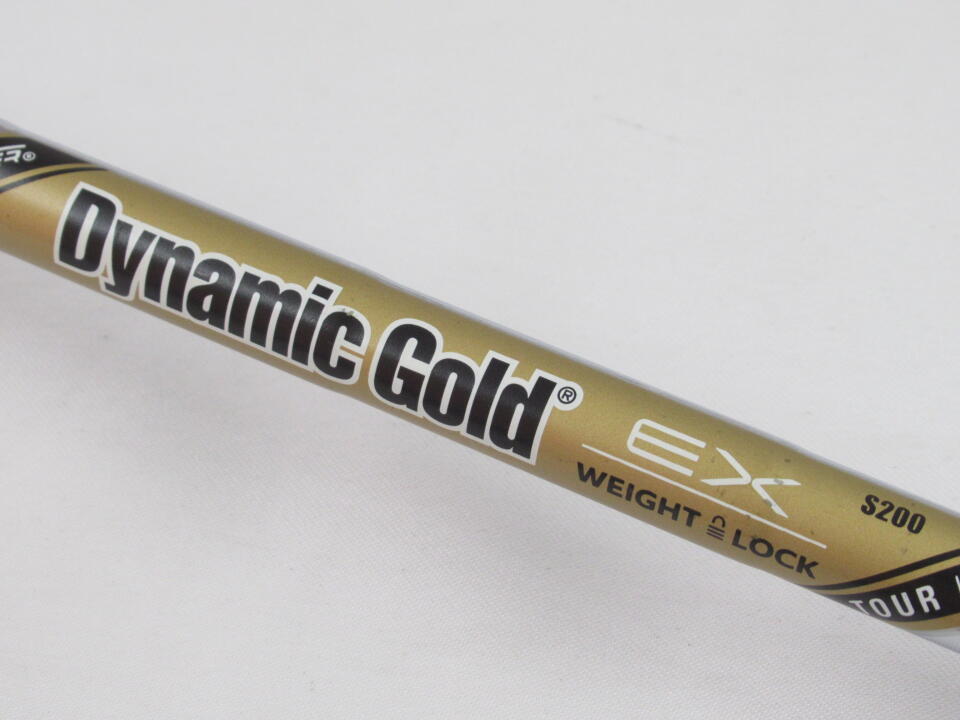 Dynamic Gold®
EX
WEIGHT LOCK
S200
TOUR